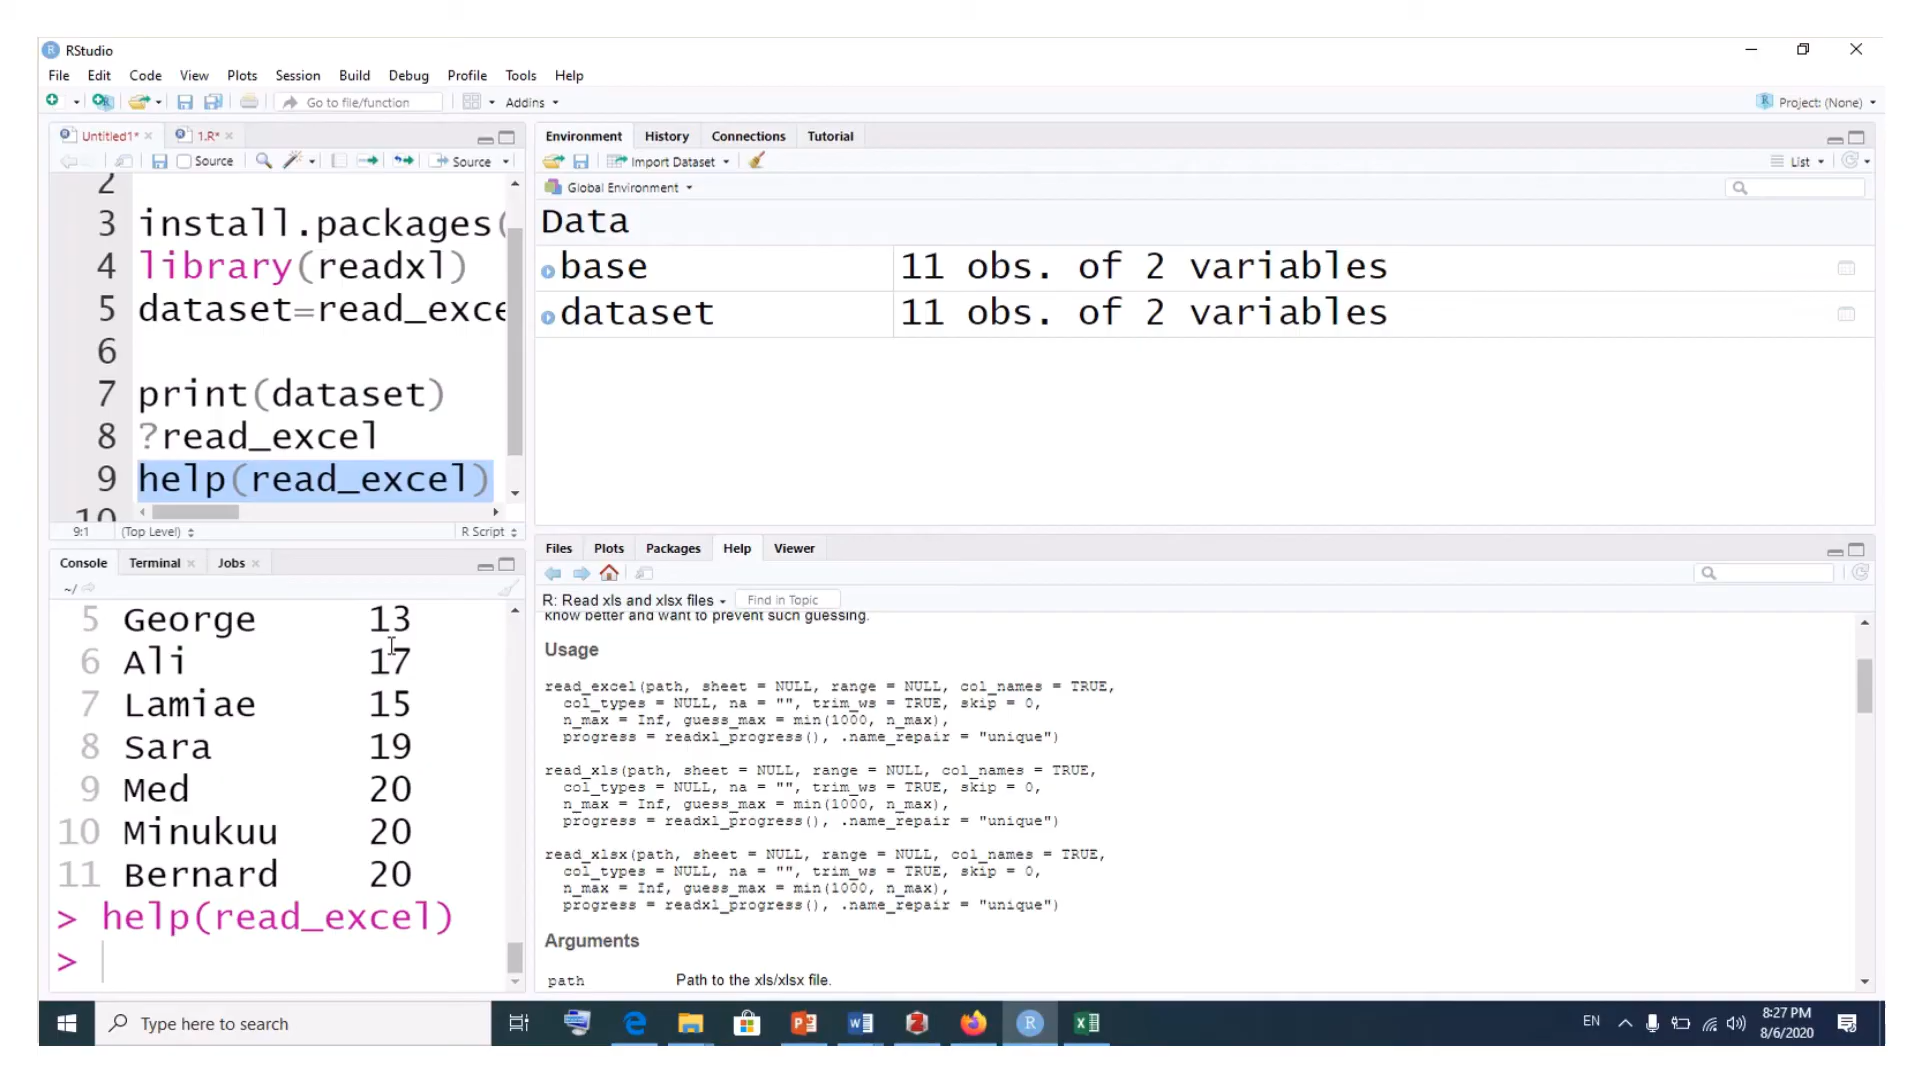 RStudio
File Edit Code View Plots Session Build Debug Profile Tools Help
Go to file/function Addins Project: (None)
Untitled1* 1.R*
Source Source
2
3 install.packages(
4 library(readxl)
5 dataset=read_exce
6
7 print(dataset)
8 ?read_excel
9 help(read_excel)
10
9:1 (Top Level) R Script
Environment History Connections Tutorial
Import Dataset List
Global Environment
Data
base 11 obs. of 2 variables
dataset 11 obs. of 2 variables
Console Terminal Jobs
~/
5 George 13
6 Ali 17
7 Lamiae 15
8 Sara 19
9 Med 20
10 Minukuu 20
11 Bernard 20
> help(read_excel)
>
Files Plots Packages Help Viewer
R: Read xls and xlsx files Find in Topic
know better and want to prevent such guessing.
Usage
read_excel(path, sheet = NULL, range = NULL, col_names = TRUE,
col_types = NULL, na = "", trim_ws = TRUE, skip = 0,
n_max = Inf, guess_max = min(1000, n_max),
progress = readxl_progress(), .name_repair = "unique")
read_xls(path, sheet = NULL, range = NULL, col_names = TRUE,
col_types = NULL, na = "", trim_ws = TRUE, skip = 0,
n_max = Inf, guess_max = min(1000, n_max),
progress = readxl_progress(), .name_repair = "unique")
read_xlsx(path, sheet = NULL, range = NULL, col_names = TRUE,
col_types = NULL, na = "", trim_ws = TRUE, skip = 0,
n_max = Inf, guess_max = min(1000, n_max),
progress = readxl_progress(), .name_repair = "unique")
Arguments
path Path to the xls/xlsx file.
Type here to search
EN
8:27 PM
8/6/2020